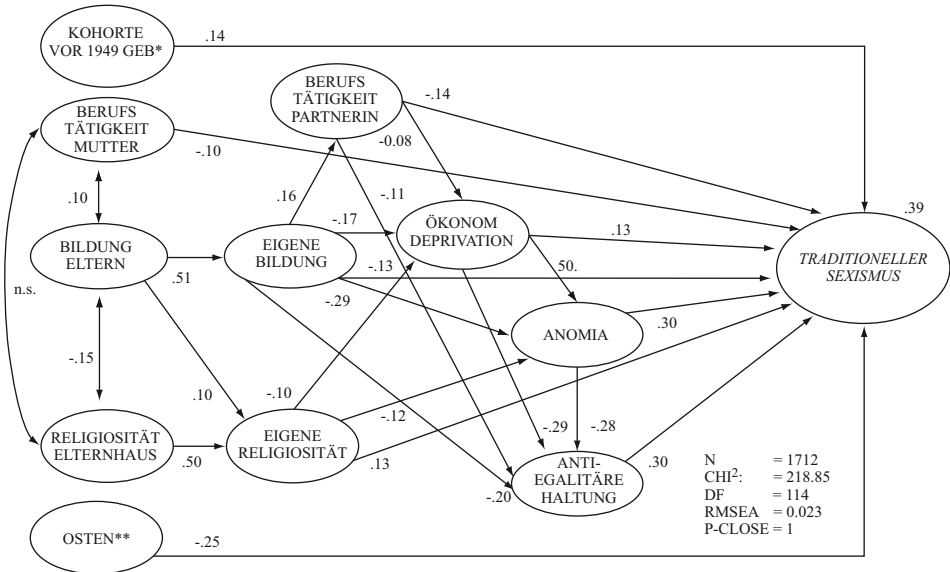 KOHORTE
VOR 1949 GEB*
.14
BERUFS
TÄTIGKEIT
PARTNERIN
-.14
BERUFS
TÄTIGKEIT
MUTTER
-0.08
-.10
.10
.16
-.11
-.17
ÖKONOM
DEPRIVATION
.39
BILDUNG
ELTERN
EIGENE
BILDUNG
.13
TRADITIONELLER
SEXISMUS
.51
-.13
50.
n.s.
-.29
ANOMIA
.30
-.15
.10
-.10
-.12
RELIGIOSITÄT
ELTERNHAUS
EIGENE
RELIGIOSITÄT
-.29
-.28
.50
.13
ANTI-
EGALITÄRE
HALTUNG
.30
-.20
N = 1712
CHI²: = 218.85
DF = 114
RMSEA = 0.023
P-CLOSE = 1
OSTEN**
-.25